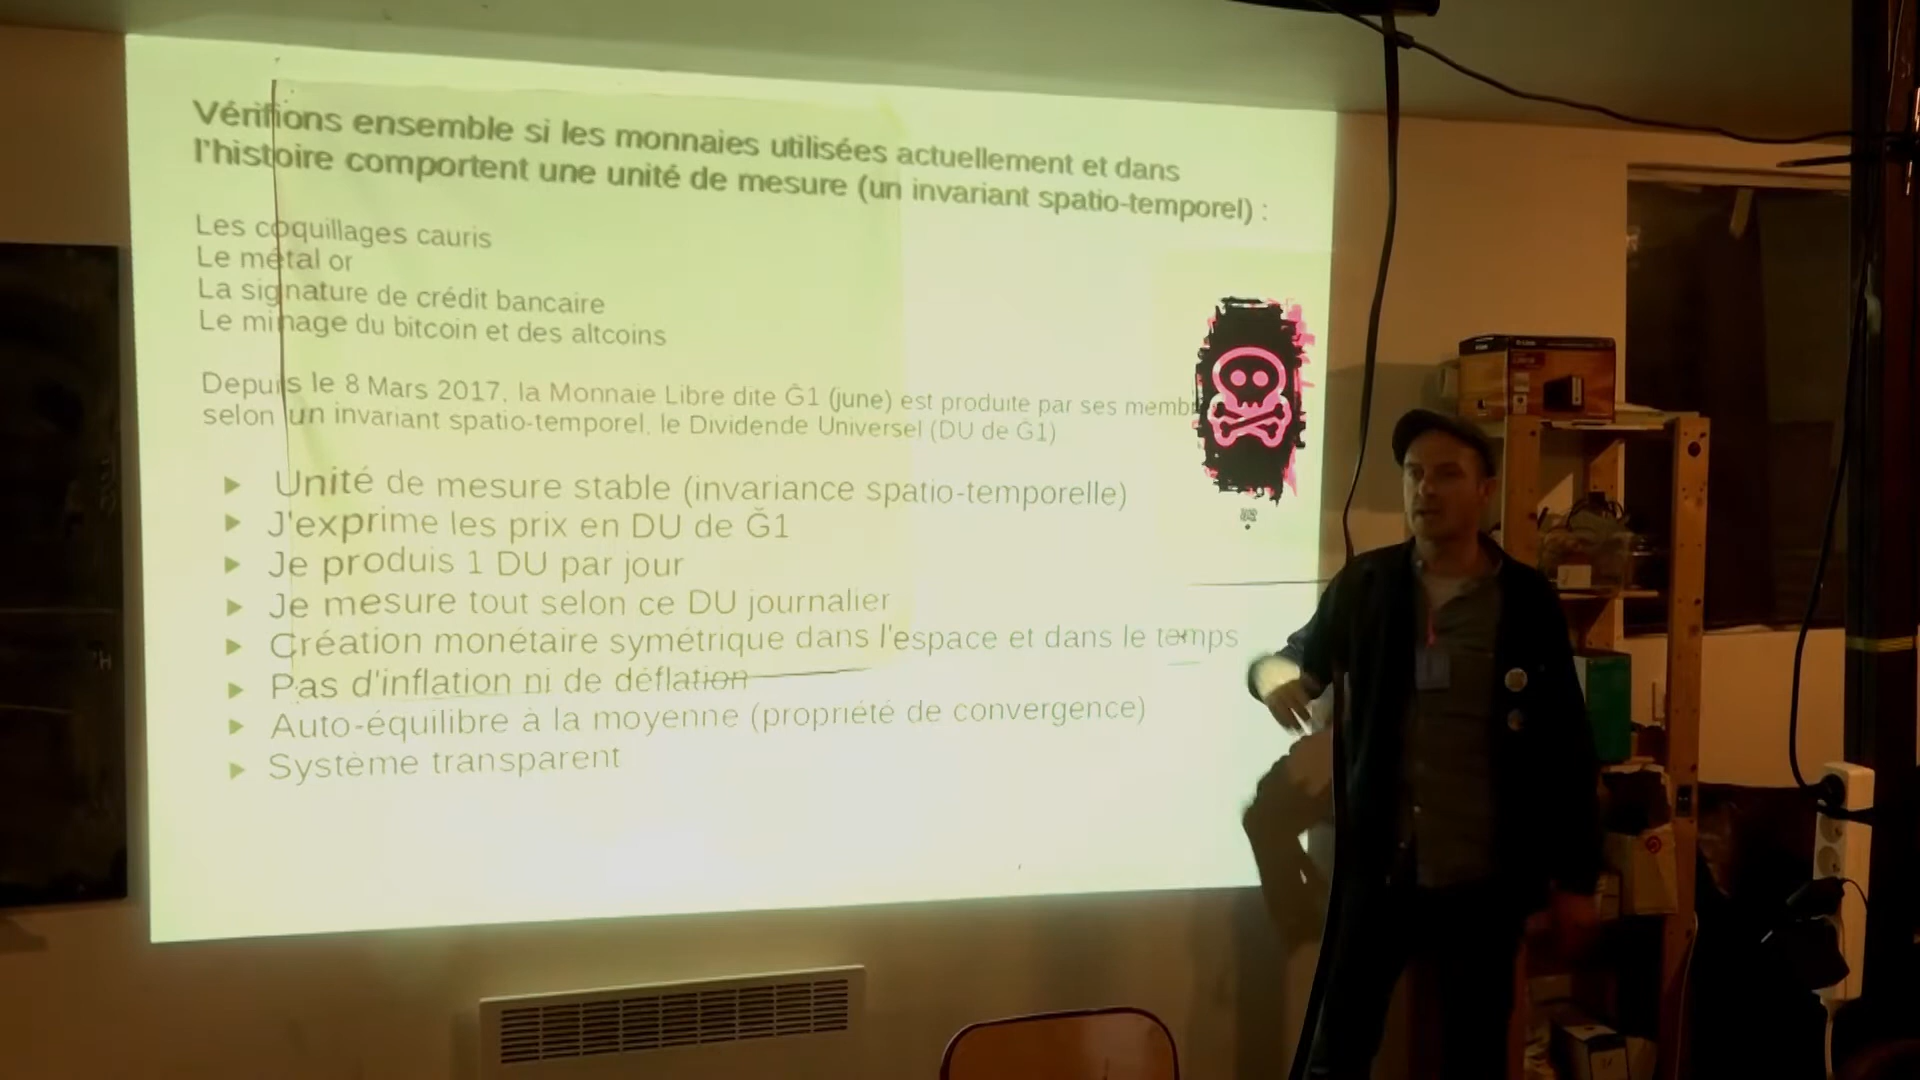 Vérifions ensemble si les monnaies utilisées actuellement et dans
l'histoire comportent une unité de mesure (un invariant spatio-temporel) :
Les coquillages cauris
Le métal or
La signature de crédit bancaire
Le minage du bitcoin et des altcoins
Depuis le 8 Mars 2017, la Monnaie Libre dite Ğ1 (june) est produite par ses memb
selon un invariant spatio-temporel, le Dividende Universel (DU de Ğ1)
Unité de mesure stable (invariance spatio-temporelle)
J'exprime les prix en DU de Ğ1
Je produis 1 DU par jour
Je mesure tout selon ce DU journalier
Création monétaire symétrique dans l'espace et dans le temps
Pas d'inflation ni de déflation
Auto-équilibre à la moyenne (propriété de convergence)
Système transparent